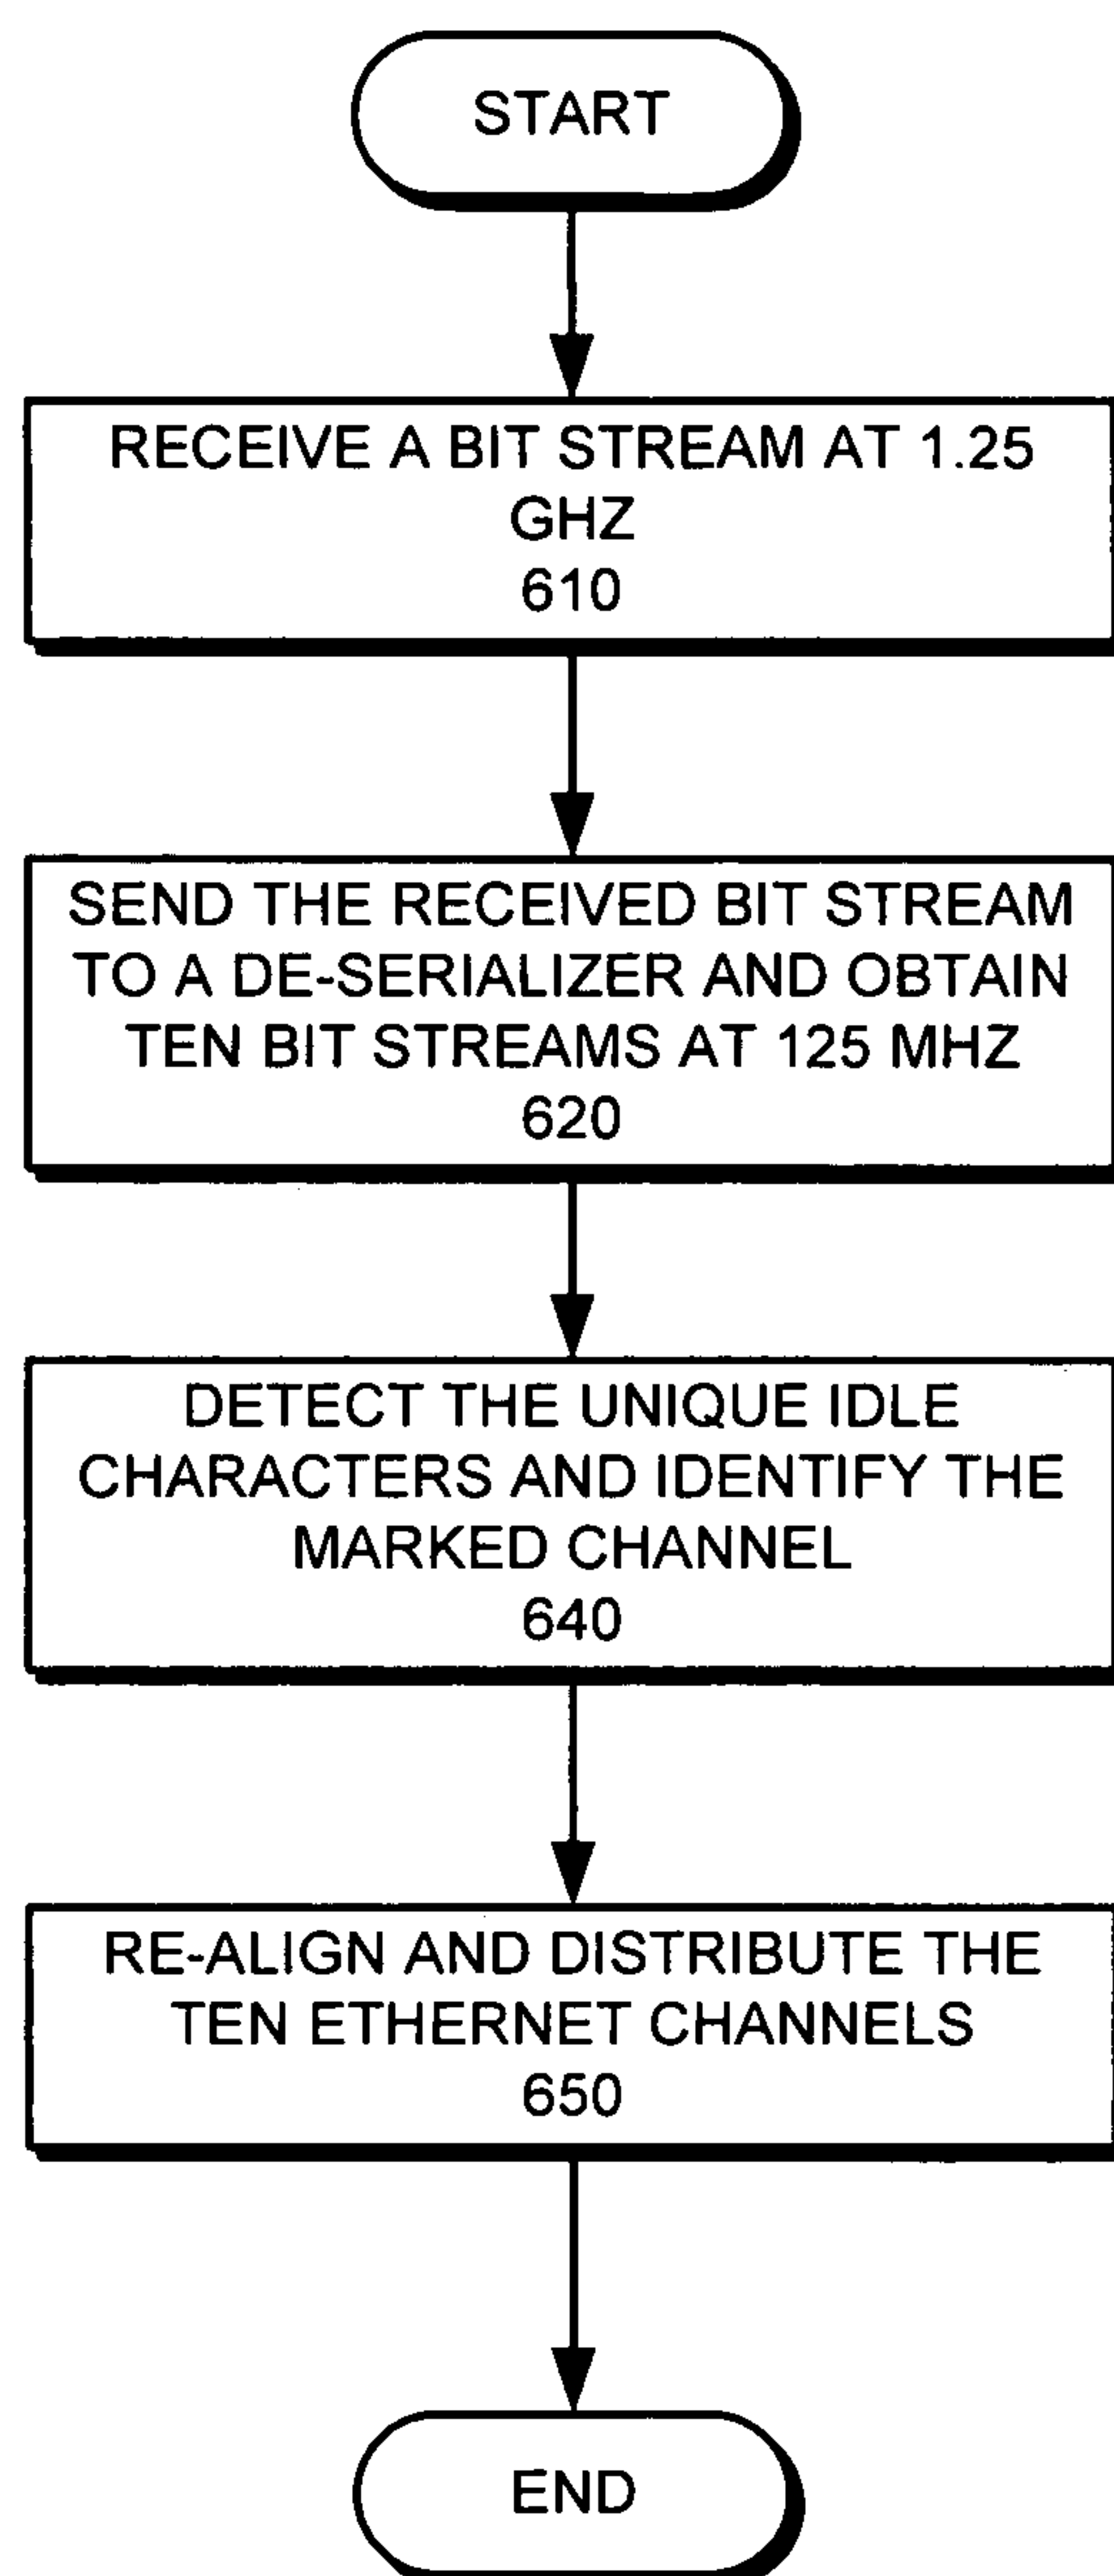 START
RECEIVE A BIT STREAM AT 1.25
GHZ
610
SEND THE RECEIVED BIT STREAM
TO A DE-SERIALIZER AND OBTAIN
TEN BIT STREAMS AT 125 MHZ
620
DETECT THE UNIQUE IDLE
CHARACTERS AND IDENTIFY THE
MARKED CHANNEL
640
RE-ALIGN AND DISTRIBUTE THE
TEN ETHERNET CHANNELS
650
END